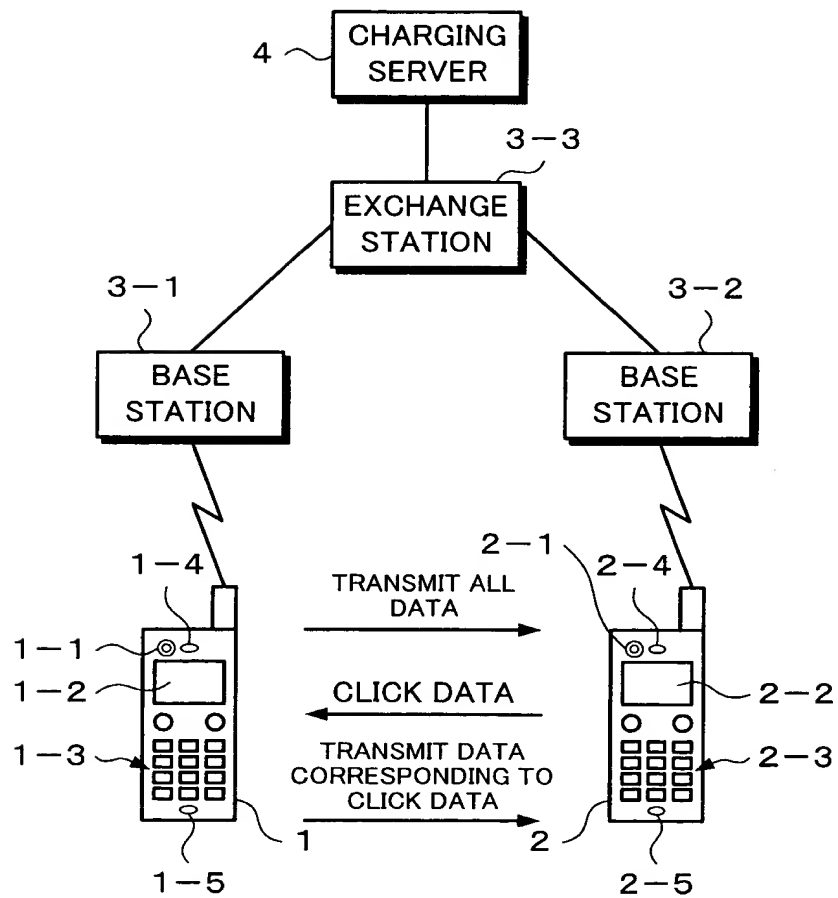 4
CHARGING
SERVER
3-3
EXCHANGE
STATION
3-1
3-2
BASE
STATION
BASE
STATION
1-4
TRANSMIT ALL
DATA
2-1
2-4
1-1
1-2
CLICK DATA
2-2
1-3
TRANSMIT DATA
CORRESPONDING TO
CLICK DATA
2-3
1
2
1-5
2-5